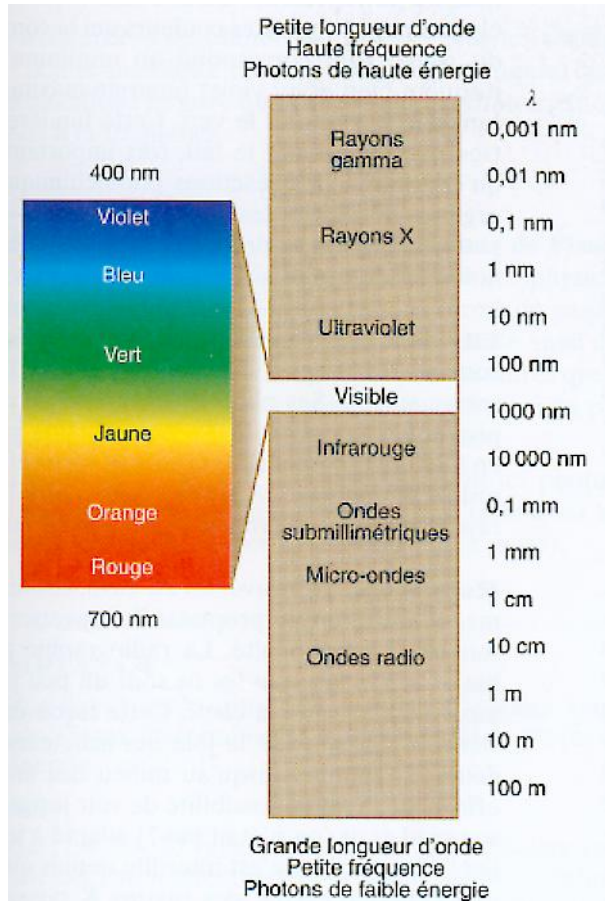 Petite longueur d'onde
Haute fréquence
Photons de haute énergie
λ
0,001 nm
0,01 nm
0,1 nm
1 nm
10 nm
100 nm
1000 nm
10 000 nm
0,1 mm
1 mm
1 cm
10 cm
1 m
10 m
100 m
Rayons
gamma
Rayons X
Ultraviolet
Visible
Infrarouge
Ondes
submillimétriques
Micro-ondes
Ondes radio
400 nm
Violet
Bleu
Vert
Jaune
Orange
Rouge
700 nm
Grande longueur d'onde
Petite fréquence
Photons de faible énergie